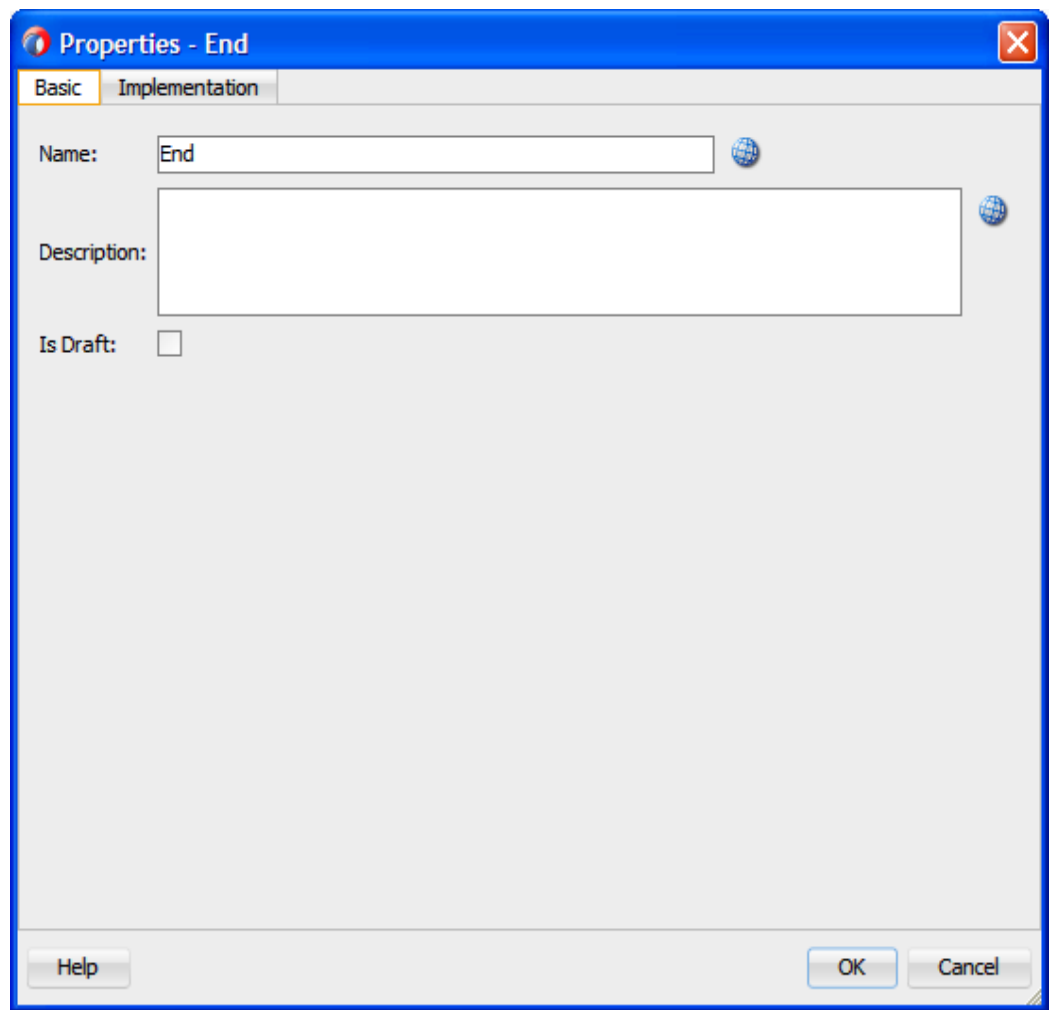 Properties - End
Basic Implementation
Name: End
Description:
Is Draft:
Help OK Cancel